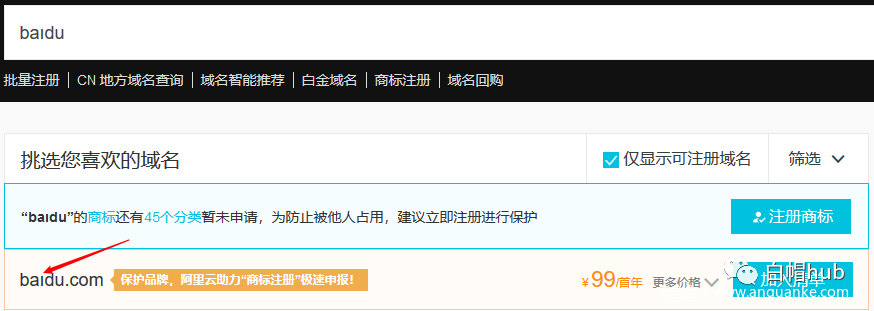 baıdu
批量注册 | CN 地方域名查询 | 域名智能推荐 | 白金域名 | 商标注册 | 域名回购
挑选您喜欢的域名 仅显示可注册域名 筛选
“baıdu”的商标还有45个分类暂未申请，为防止被他人占用，建议立即注册进行保护 注册商标
baıdu.com 保护品牌，阿里云助力“商标注册”极速申报！ ¥99/首年 更多价格 加入清单
白帽hub
www.anquanke.com